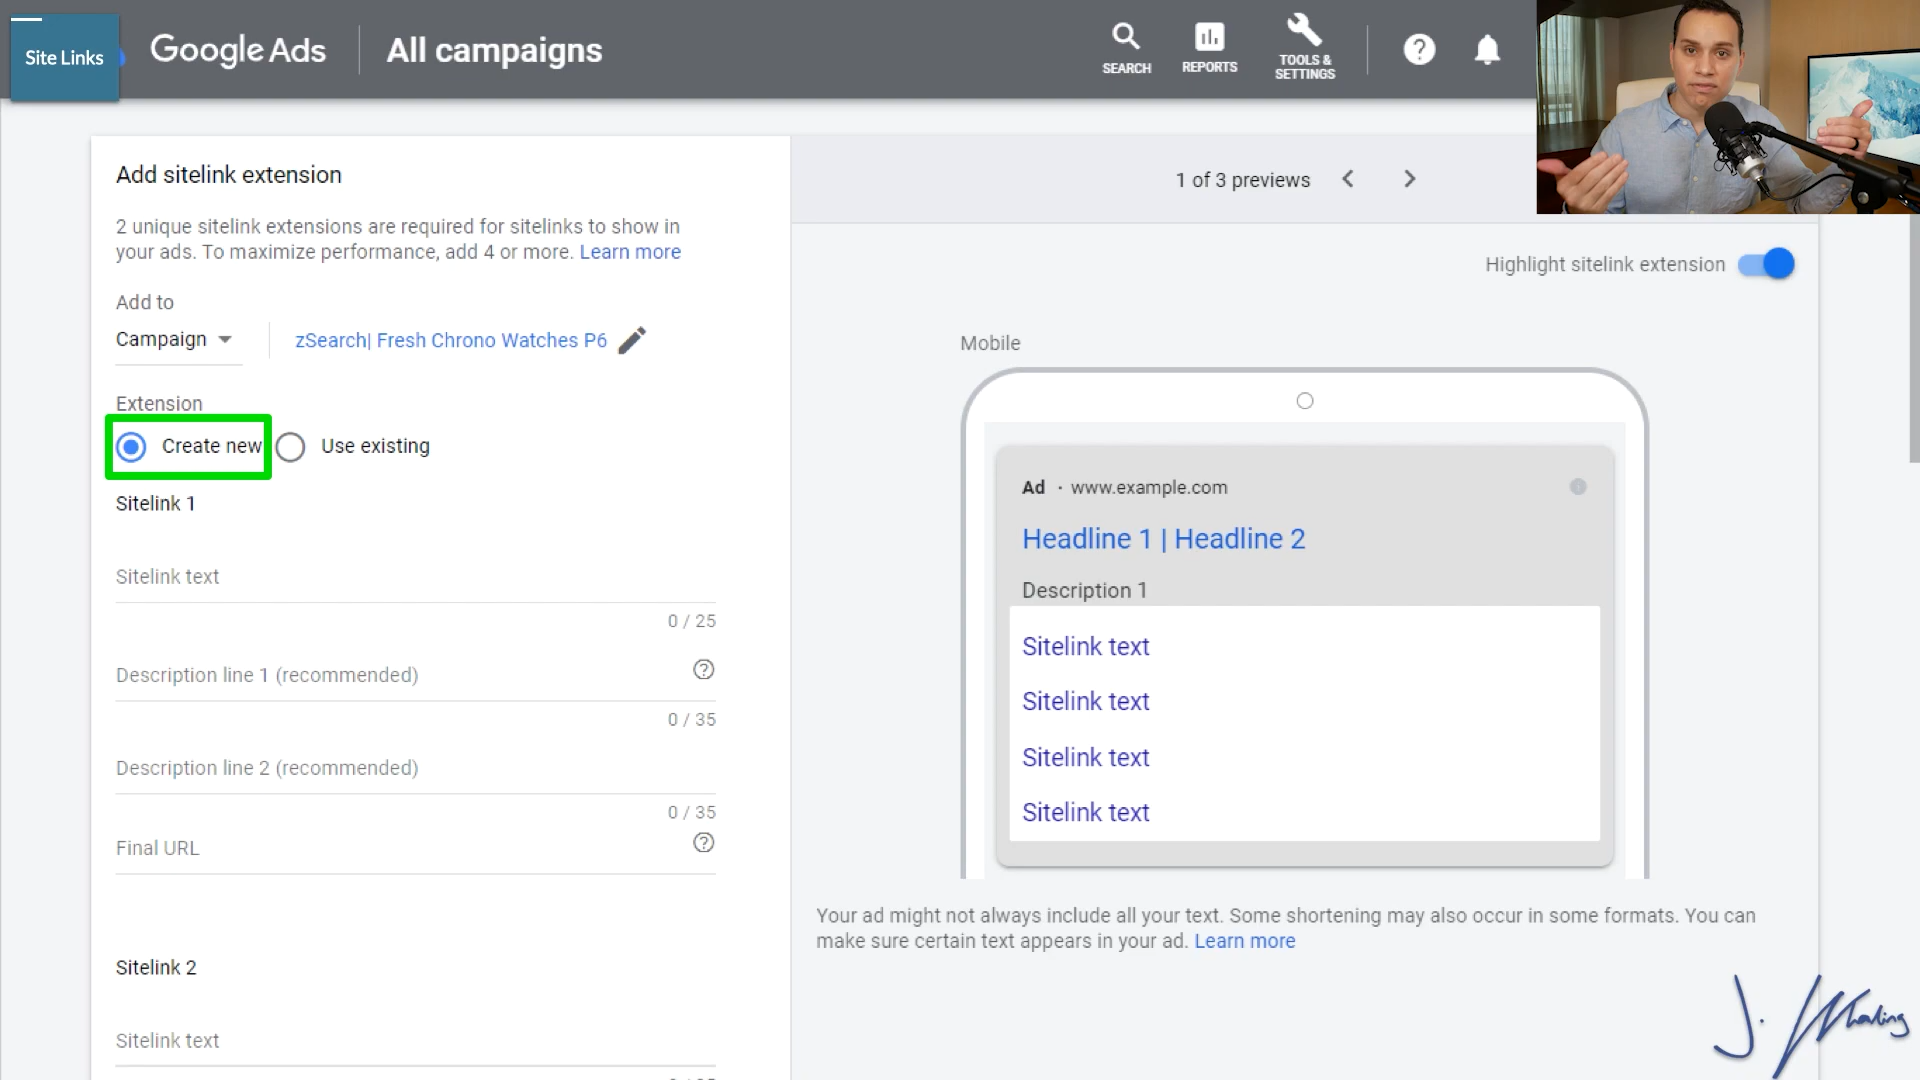 Site Links
Google Ads
All campaigns
SEARCH
REPORTS
TOOLS &
SETTINGS
Add sitelink extension
2 unique sitelink extensions are required for sitelinks to show in
your ads. To maximize performance, add 4 or more. Learn more
Add to
Campaign
zSearch| Fresh Chrono Watches P6
Extension
Create new
Use existing
Sitelink 1
Sitelink text
0 / 25
Description line 1 (recommended)
0 / 35
Description line 2 (recommended)
0 / 35
Final URL
Sitelink 2
Sitelink text
1 of 3 previews
Highlight sitelink extension
Mobile
Ad · www.example.com
Headline 1 | Headline 2
Description 1
Sitelink text
Sitelink text
Sitelink text
Sitelink text
Your ad might not always include all your text. Some shortening may also occur in some formats. You can
make sure certain text appears in your ad. Learn more